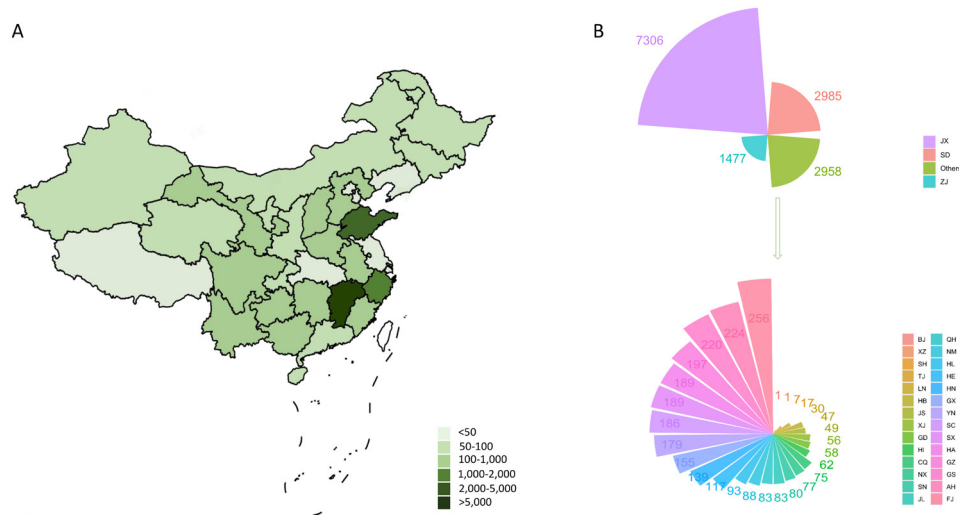 A
<50
50-100
100-1,000
1,000-2,000
2,000-5,000
>5,000
B
7306
2985
1477
2958
JX
SD
Others
ZJ
256
224
220
197
189
189
186
179
155
139
117
93
88
83
83
80
77
75
62
58
56
49
47
30
17
7
1
1
BJ QH
XZ NM
SH HL
TJ HE
LN HN
HB GX
JS YN
XJ SC
GD SX
HI HA
CQ GZ
NX GS
SN AH
JL FJ